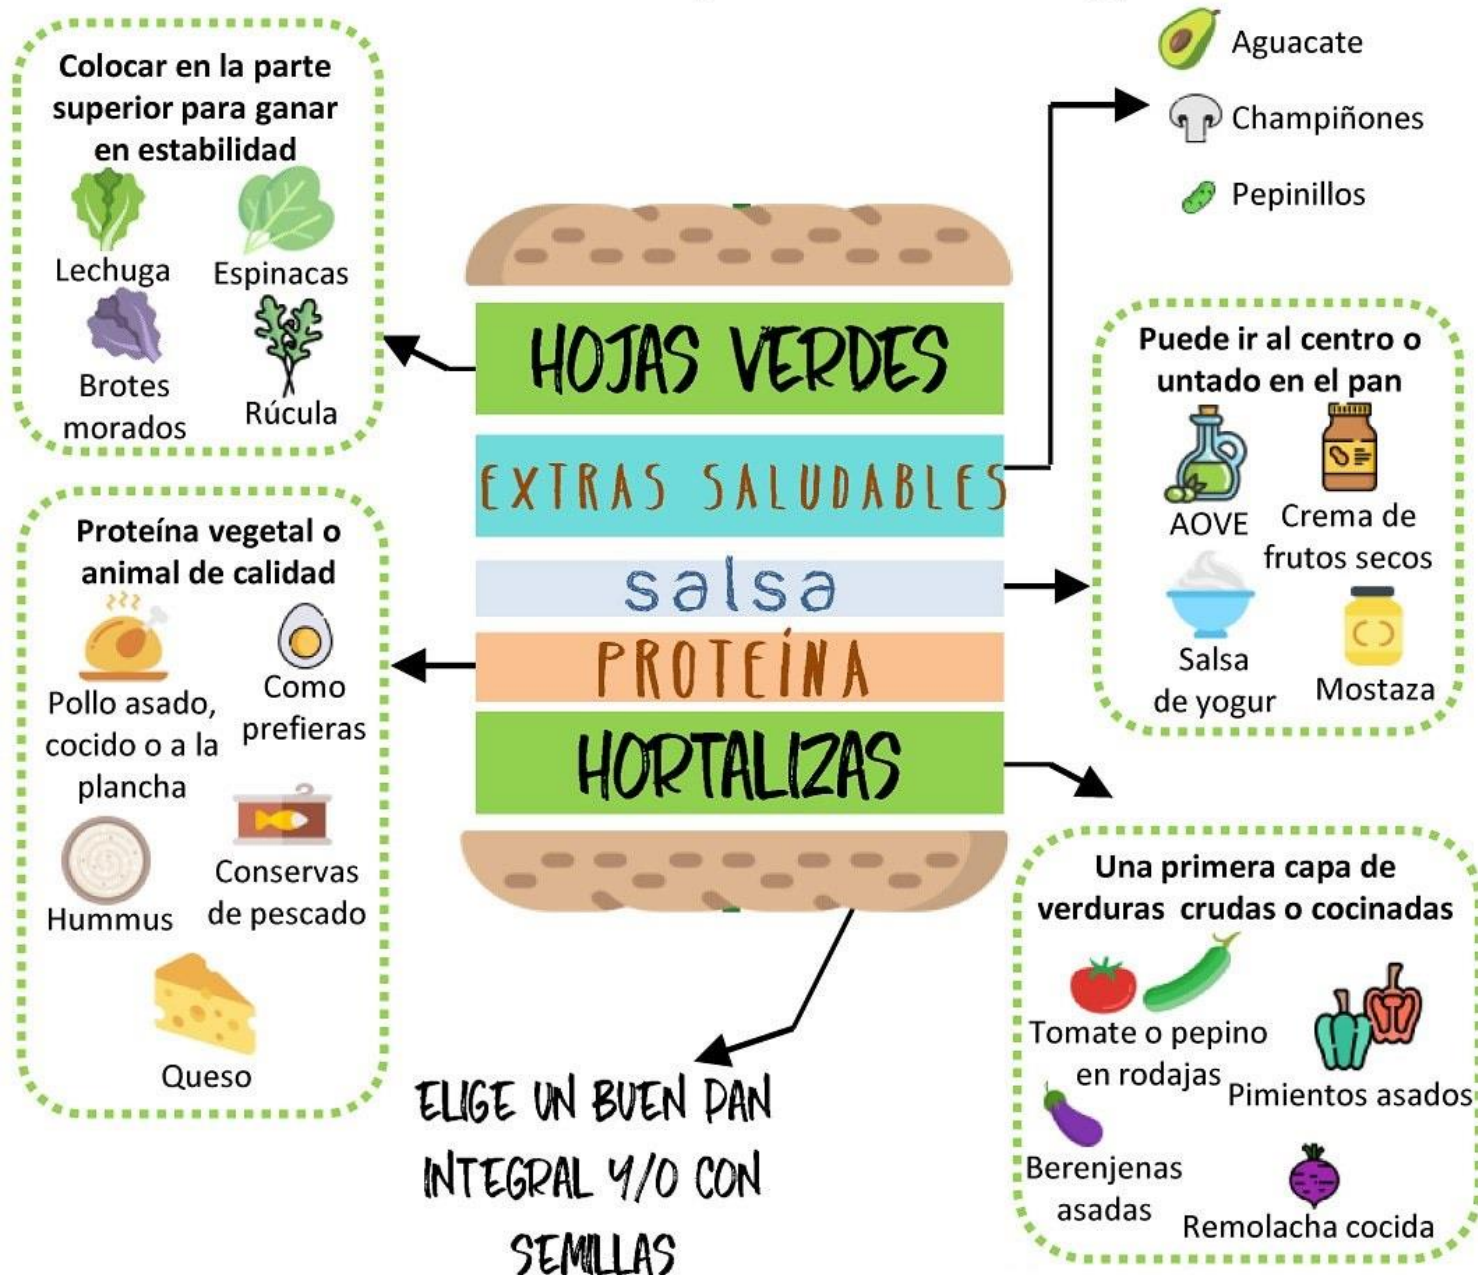 Colocar en la parte
superior para ganar
en estabilidad
Lechuga
Espinacas
Brotes
morados
Rúcula
Aguacate
Champiñones
Pepinillos
HOJAS VERDES
EXTRAS SALUDABLES
salsa
PROTEÍNA
HORTALIZAS
Puede ir al centro o
untado en el pan
AOVE
Crema de
frutos secos
Salsa
de yogur
Mostaza
Proteína vegetal o
animal de calidad
Pollo asado,
cocido o a la
plancha
Como
prefieras
Hummus
Conservas
de pescado
Queso
Una primera capa de
verduras crudas o cocinadas
Tomate o pepino
en rodajas
Pimientos asados
Berenjenas
asadas
Remolacha cocida
ELIGE UN BUEN PAN
INTEGRAL Y/O CON
SEMILLAS